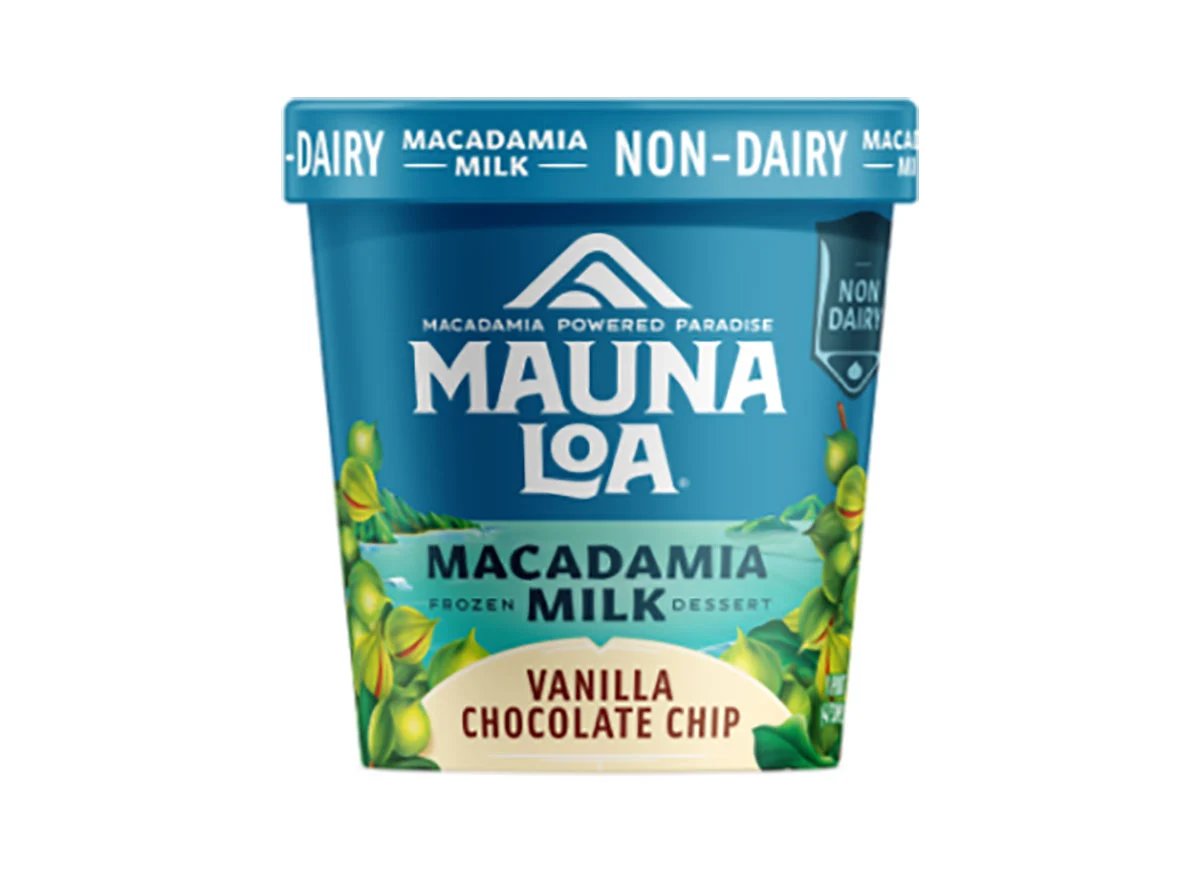 -DAIRY MACADAMIA MILK NON-DAIRY
MACADAMIA POWERED PARADISE
MAUNA
LOA®
NON
DAIRY
MACADAMIA
FROZEN MILK DESSERT
VANILLA
CHOCOLATE CHIP